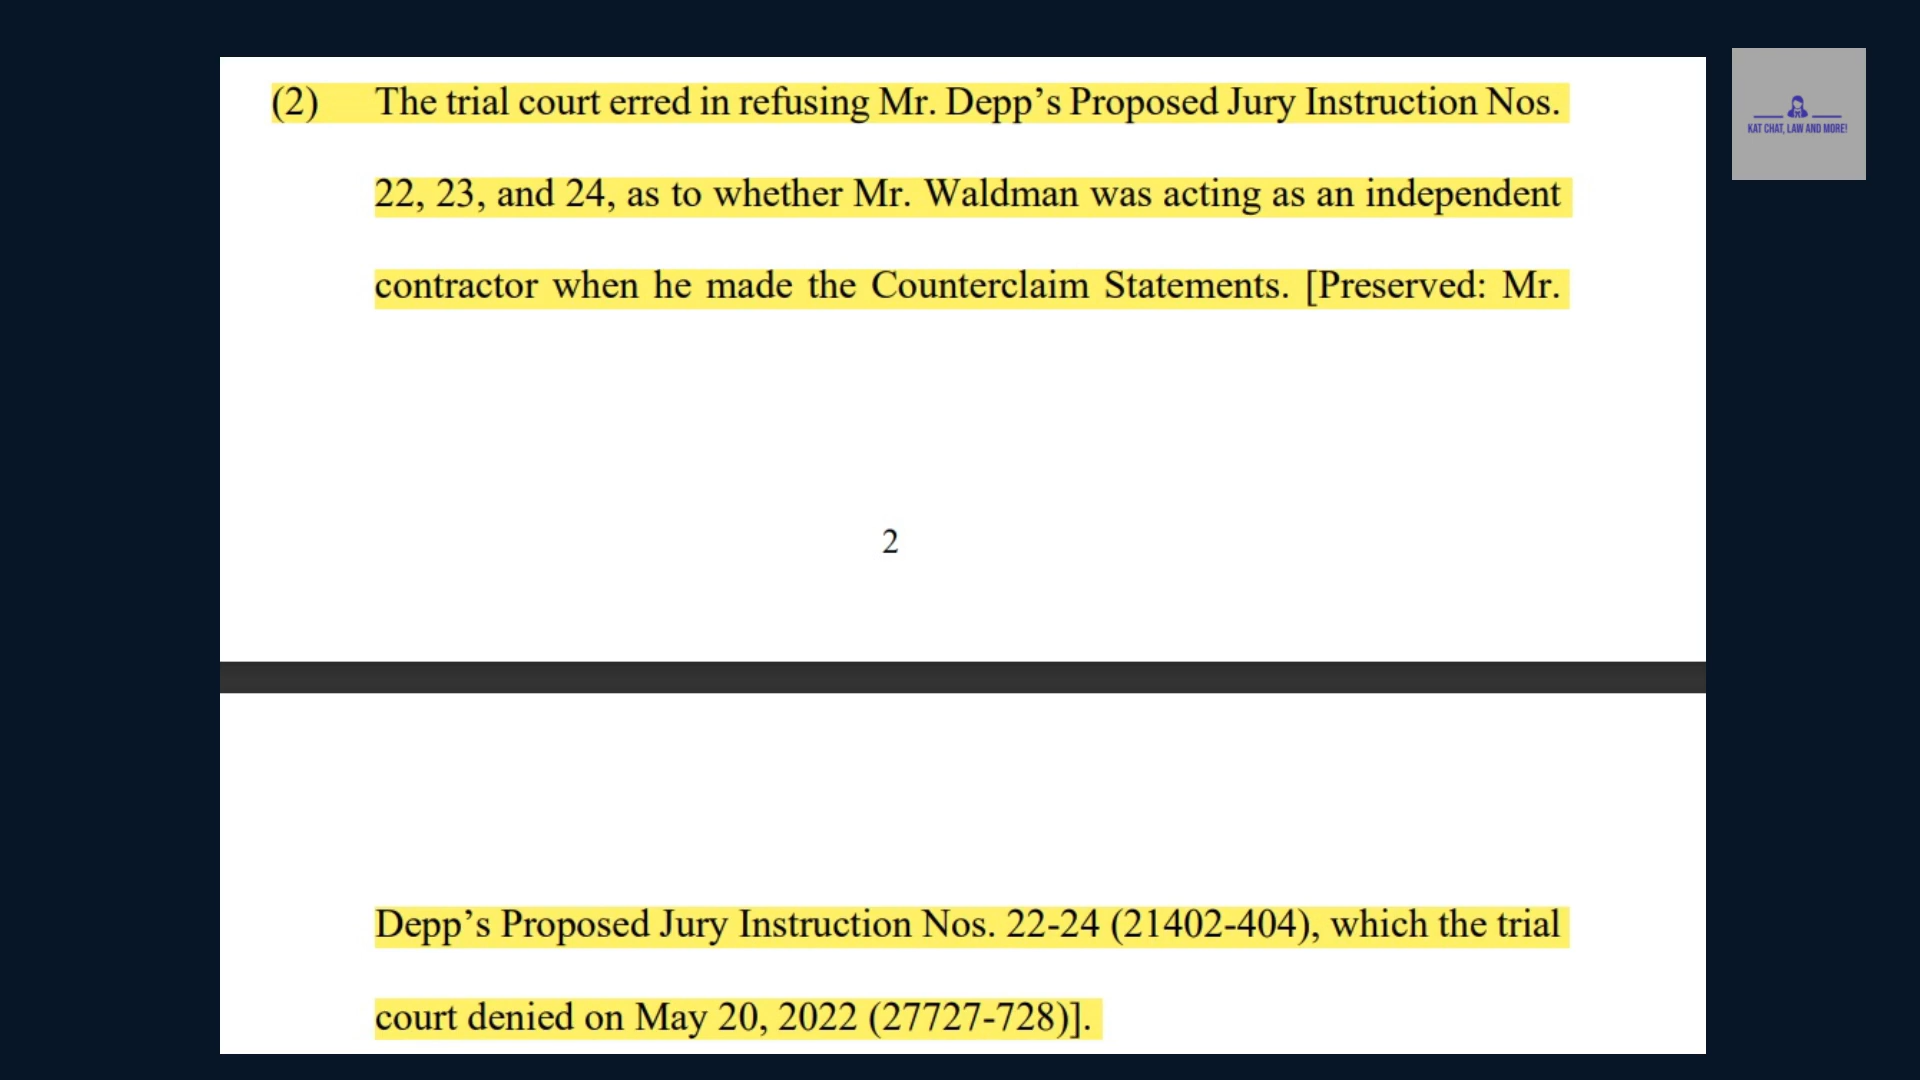 (2) The trial court erred in refusing Mr. Depp’s Proposed Jury Instruction Nos.
22, 23, and 24, as to whether Mr. Waldman was acting as an independent
contractor when he made the Counterclaim Statements. [Preserved: Mr.
2
Depp’s Proposed Jury Instruction Nos. 22-24 (21402-404), which the trial
court denied on May 20, 2022 (27727-728)].
KAT CHAT, LAW AND MORE!